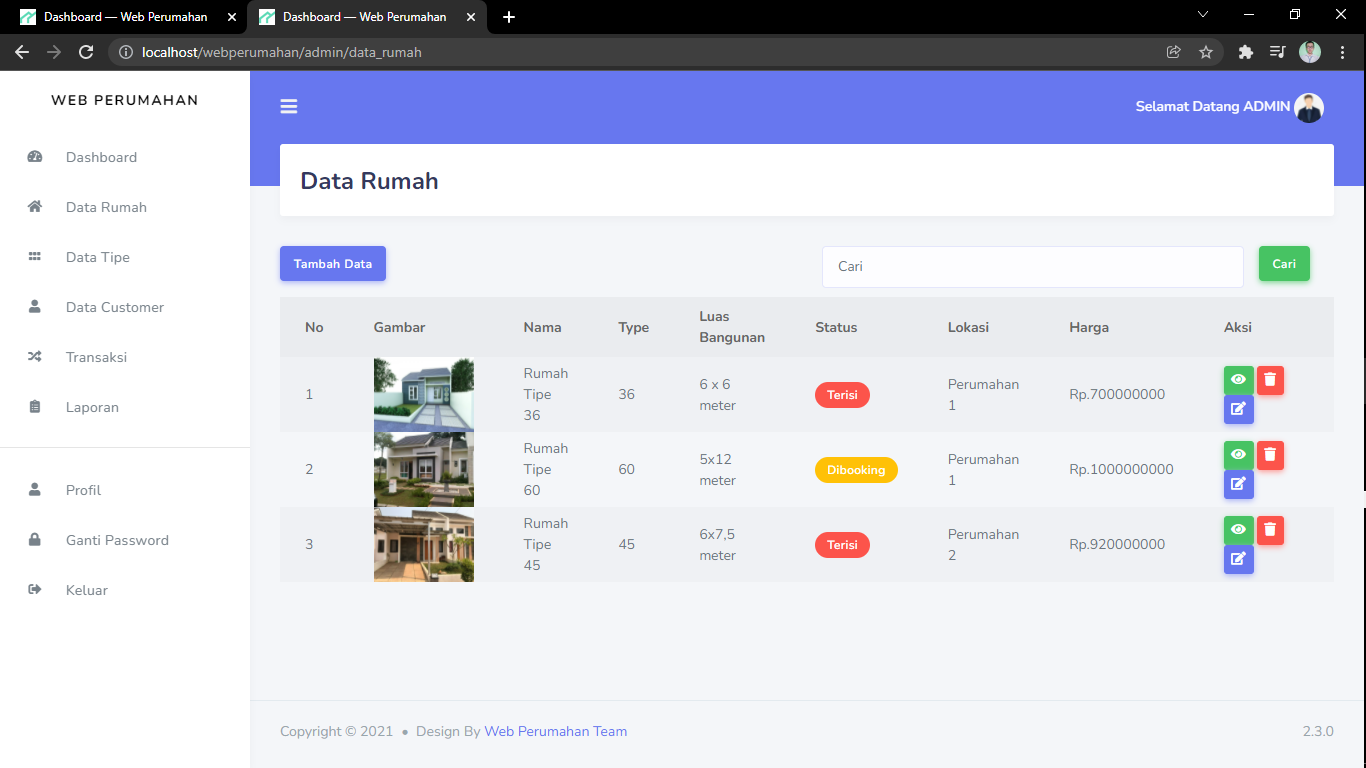 Dashboard — Web Perumahan
Dashboard — Web Perumahan
localhost/webperumahan/admin/data_rumah
WEB PERUMAHAN
Selamat Datang ADMIN
Dashboard
Data Rumah
Data Tipe
Data Customer
Transaksi
Laporan
Profil
Ganti Password
Keluar
Data Rumah
Tambah Data
Cari
Cari
No Gambar Nama Type Luas Bangunan Status Lokasi Harga Aksi
1 Rumah Tipe 36 36 6 x 6 meter Terisi Perumahan 1 Rp.700000000
2 Rumah Tipe 60 60 5x12 meter Dibooking Perumahan 1 Rp.1000000000
3 Rumah Tipe 45 45 6x7,5 meter Terisi Perumahan 2 Rp.920000000
Copyright © 2021 • Design By Web Perumahan Team
2.3.0